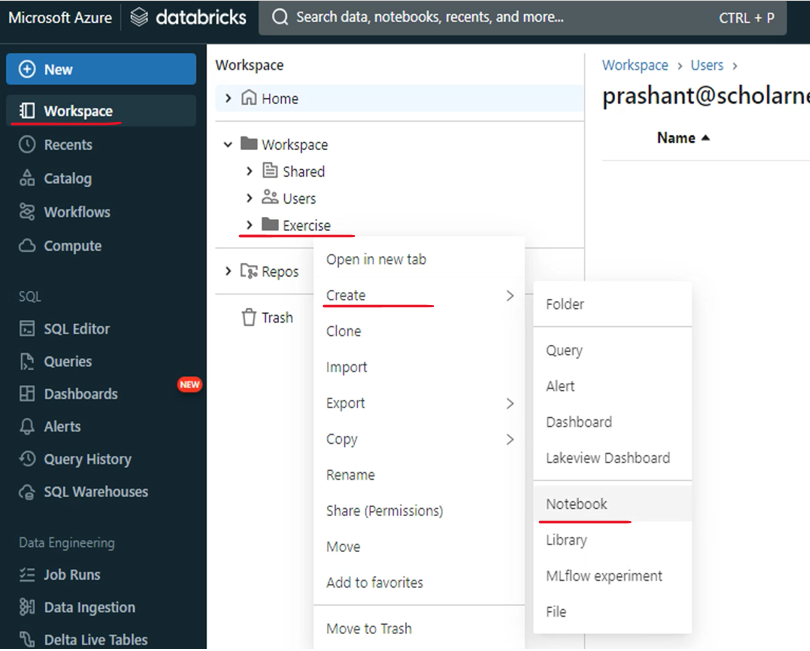 Microsoft Azure databricks Search data, notebooks, recents, and more... CTRL + P
New
Workspace
Recents
Catalog
Workflows
Compute
SQL
SQL Editor
Queries
Dashboards
NEW
Alerts
Query History
SQL Warehouses
Data Engineering
Job Runs
Data Ingestion
Delta Live Tables
Workspace
Home
Workspace
Shared
Users
Exercise
Repos
Trash
Open in new tab
Create
Clone
Import
Export
Copy
Rename
Share (Permissions)
Move
Add to favorites
Move to Trash
Folder
Query
Alert
Dashboard
Lakeview Dashboard
Notebook
Library
MLflow experiment
File
Workspace > Users >
prashant@scholarne
Name